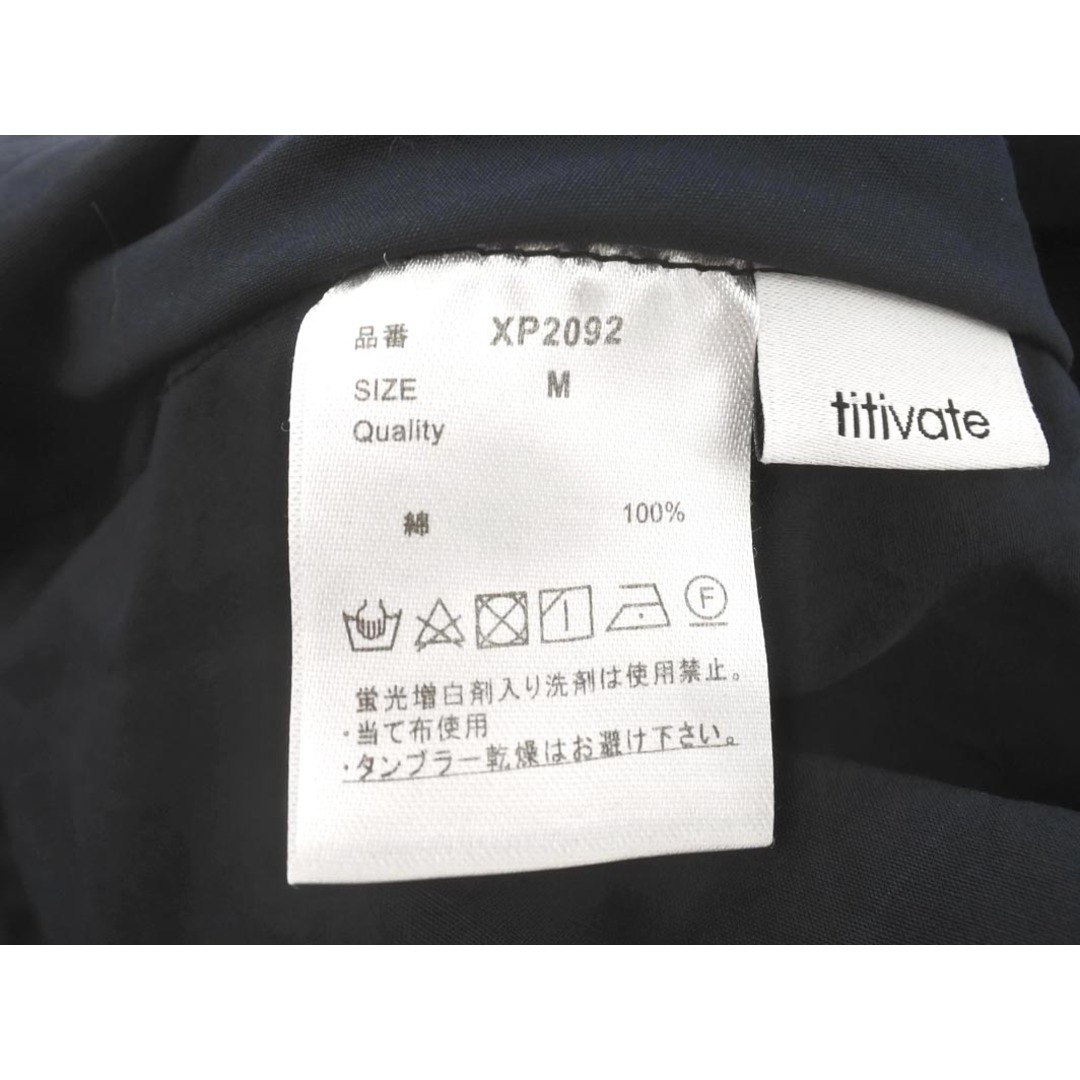 品番 XP2092
SIZE M
Quality
綿 100%
F
蛍光増白剤入り洗剤は使用禁止。
・当て布使用
・タンブラー乾燥はお避け下さい。
titivate